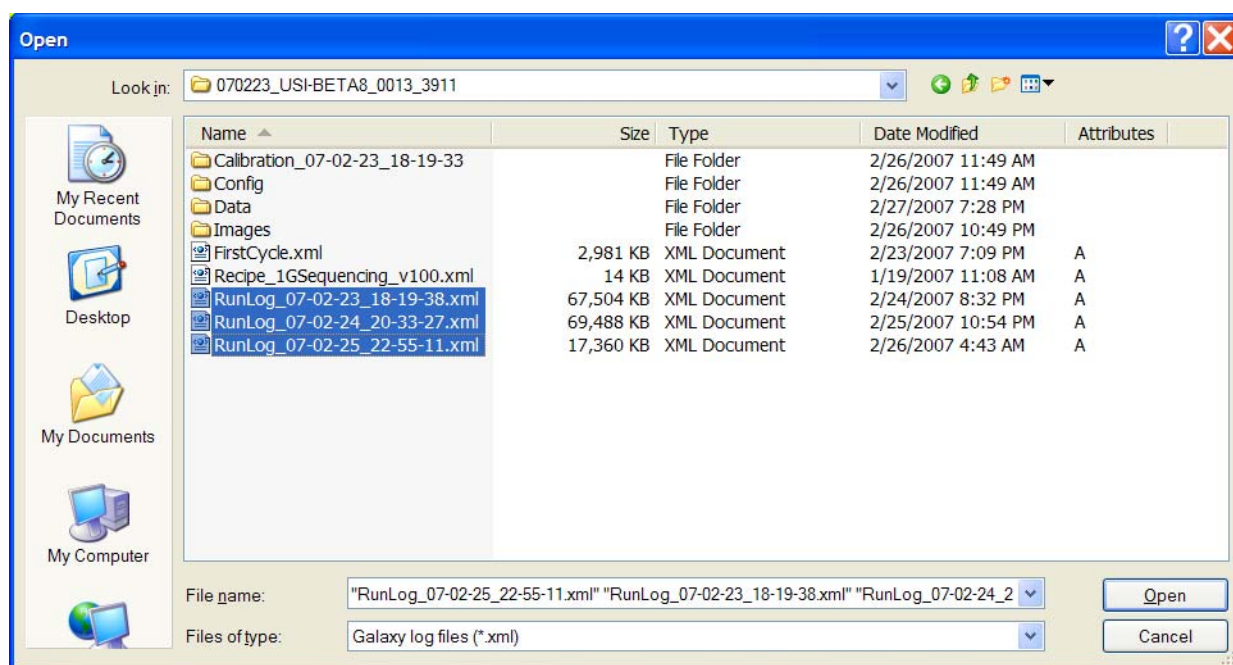 Open
Look in: 070223_USI-BETA8_0013_3911
My Recent
Documents
Desktop
My Documents
My Computer
Name Size Type Date Modified Attributes
Calibration_07-02-23_18-19-33 File Folder 2/26/2007 11:49 AM
Config File Folder 2/26/2007 11:49 AM
Data File Folder 2/27/2007 7:28 PM
Images File Folder 2/26/2007 10:49 PM
FirstCycle.xml 2,981 KB XML Document 2/23/2007 7:09 PM A
Recipe_1GSequencing_v100.xml 14 KB XML Document 1/19/2007 11:08 AM A
RunLog_07-02-23_18-19-38.xml 67,504 KB XML Document 2/24/2007 8:32 PM A
RunLog_07-02-24_20-33-27.xml 69,488 KB XML Document 2/25/2007 10:54 PM A
RunLog_07-02-25_22-55-11.xml 17,360 KB XML Document 2/26/2007 4:43 AM A
File name: "RunLog_07-02-25_22-55-11.xml" "RunLog_07-02-23_18-19-38.xml" "RunLog_07-02-24_2 Open
Files of type: Galaxy log files (*.xml) Cancel